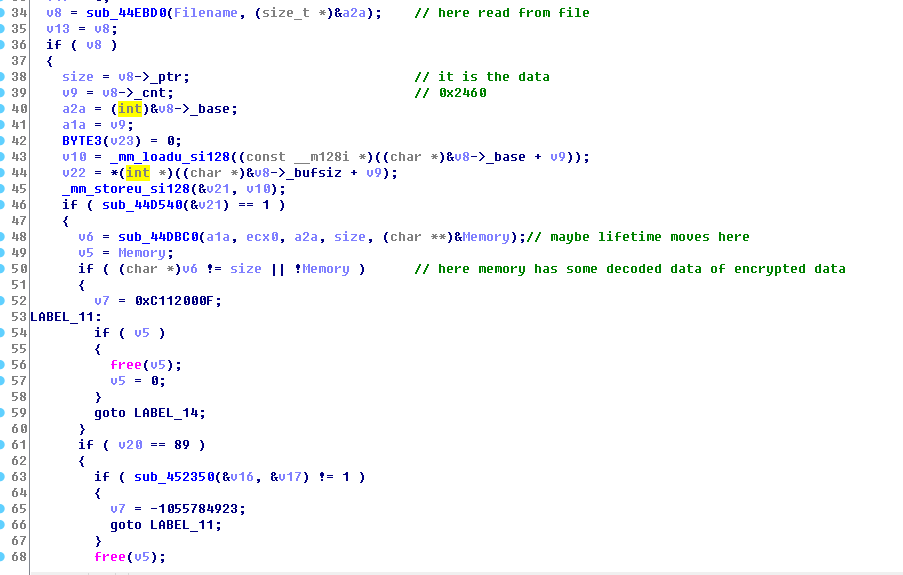 34 v8 = sub_44EBD0(Filename, (size_t *)&a2a); // here read from file
35 v13 = v8;
36 if ( v8 )
37 {
38 size = v8->_ptr; // it is the data
39 v9 = v8->_cnt; // 0x2460
40 a2a = (int)&v8->_base;
41 a1a = v9;
42 BYTE3(v23) = 0;
43 v10 = _mm_loadu_si128((const __m128i *)((char *)&v8->_base + v9));
44 v22 = *(int *)((char *)&v8->_bufsiz + v9);
45 _mm_storeu_si128(&v21, v10);
46 if ( sub_44D540(&v21) == 1 )
47 {
48 v6 = sub_44DBC0(a1a, ecx0, a2a, size, (char **)&Memory);// maybe lifetime moves here
49 v5 = Memory;
50 if ( (char *)v6 != size || !Memory ) // here memory has some decoded data of encrypted data
51 {
52 v7 = 0xC112000F;
53 LABEL_11:
54 if ( v5 )
55 {
56 free(v5);
57 v5 = 0;
58 }
59 goto LABEL_14;
60 }
61 if ( v20 == 89 )
62 {
63 if ( sub_452350(&v16, &v17) != 1 )
64 {
65 v7 = -1055784923;
66 goto LABEL_11;
67 }
68 free(v5);